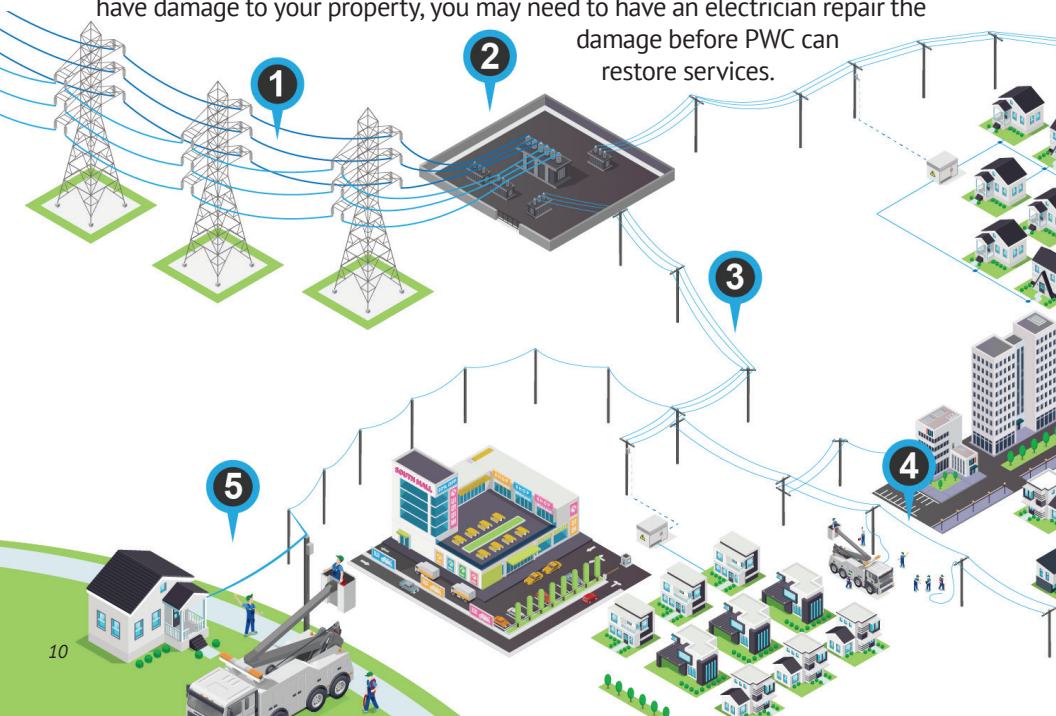 have damage to your property, you may need to have an electrician repair the
damage before PWC can
restore services.
1
2
3
4
5
SOUTH MALL
10